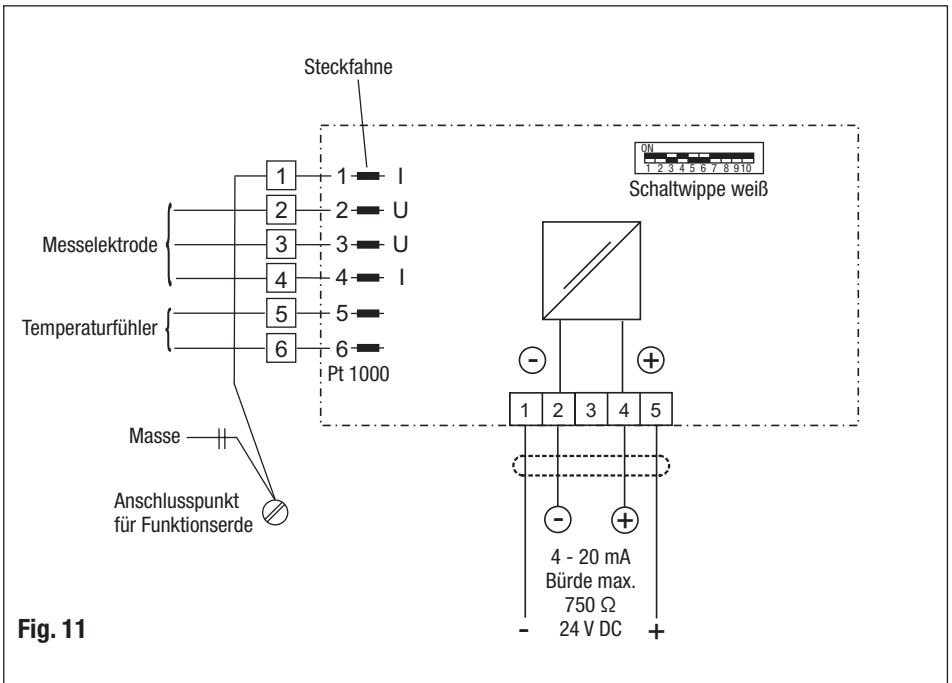 Steckfahne
ON
1 2 3 4 5 6 7 8 9 10
Schaltwippe weiß
1 1 I
2 2 U
Messelektrode 3 3 U
4 4 I
Temperaturfühler 5 5
6 6
Pt 1000
- +
1 2 3 4 5
Masse
Anschlusspunkt
für Funktionserde
- +
4 - 20 mA
Bürde max.
750 Ω
- 24 V DC +
Fig. 11